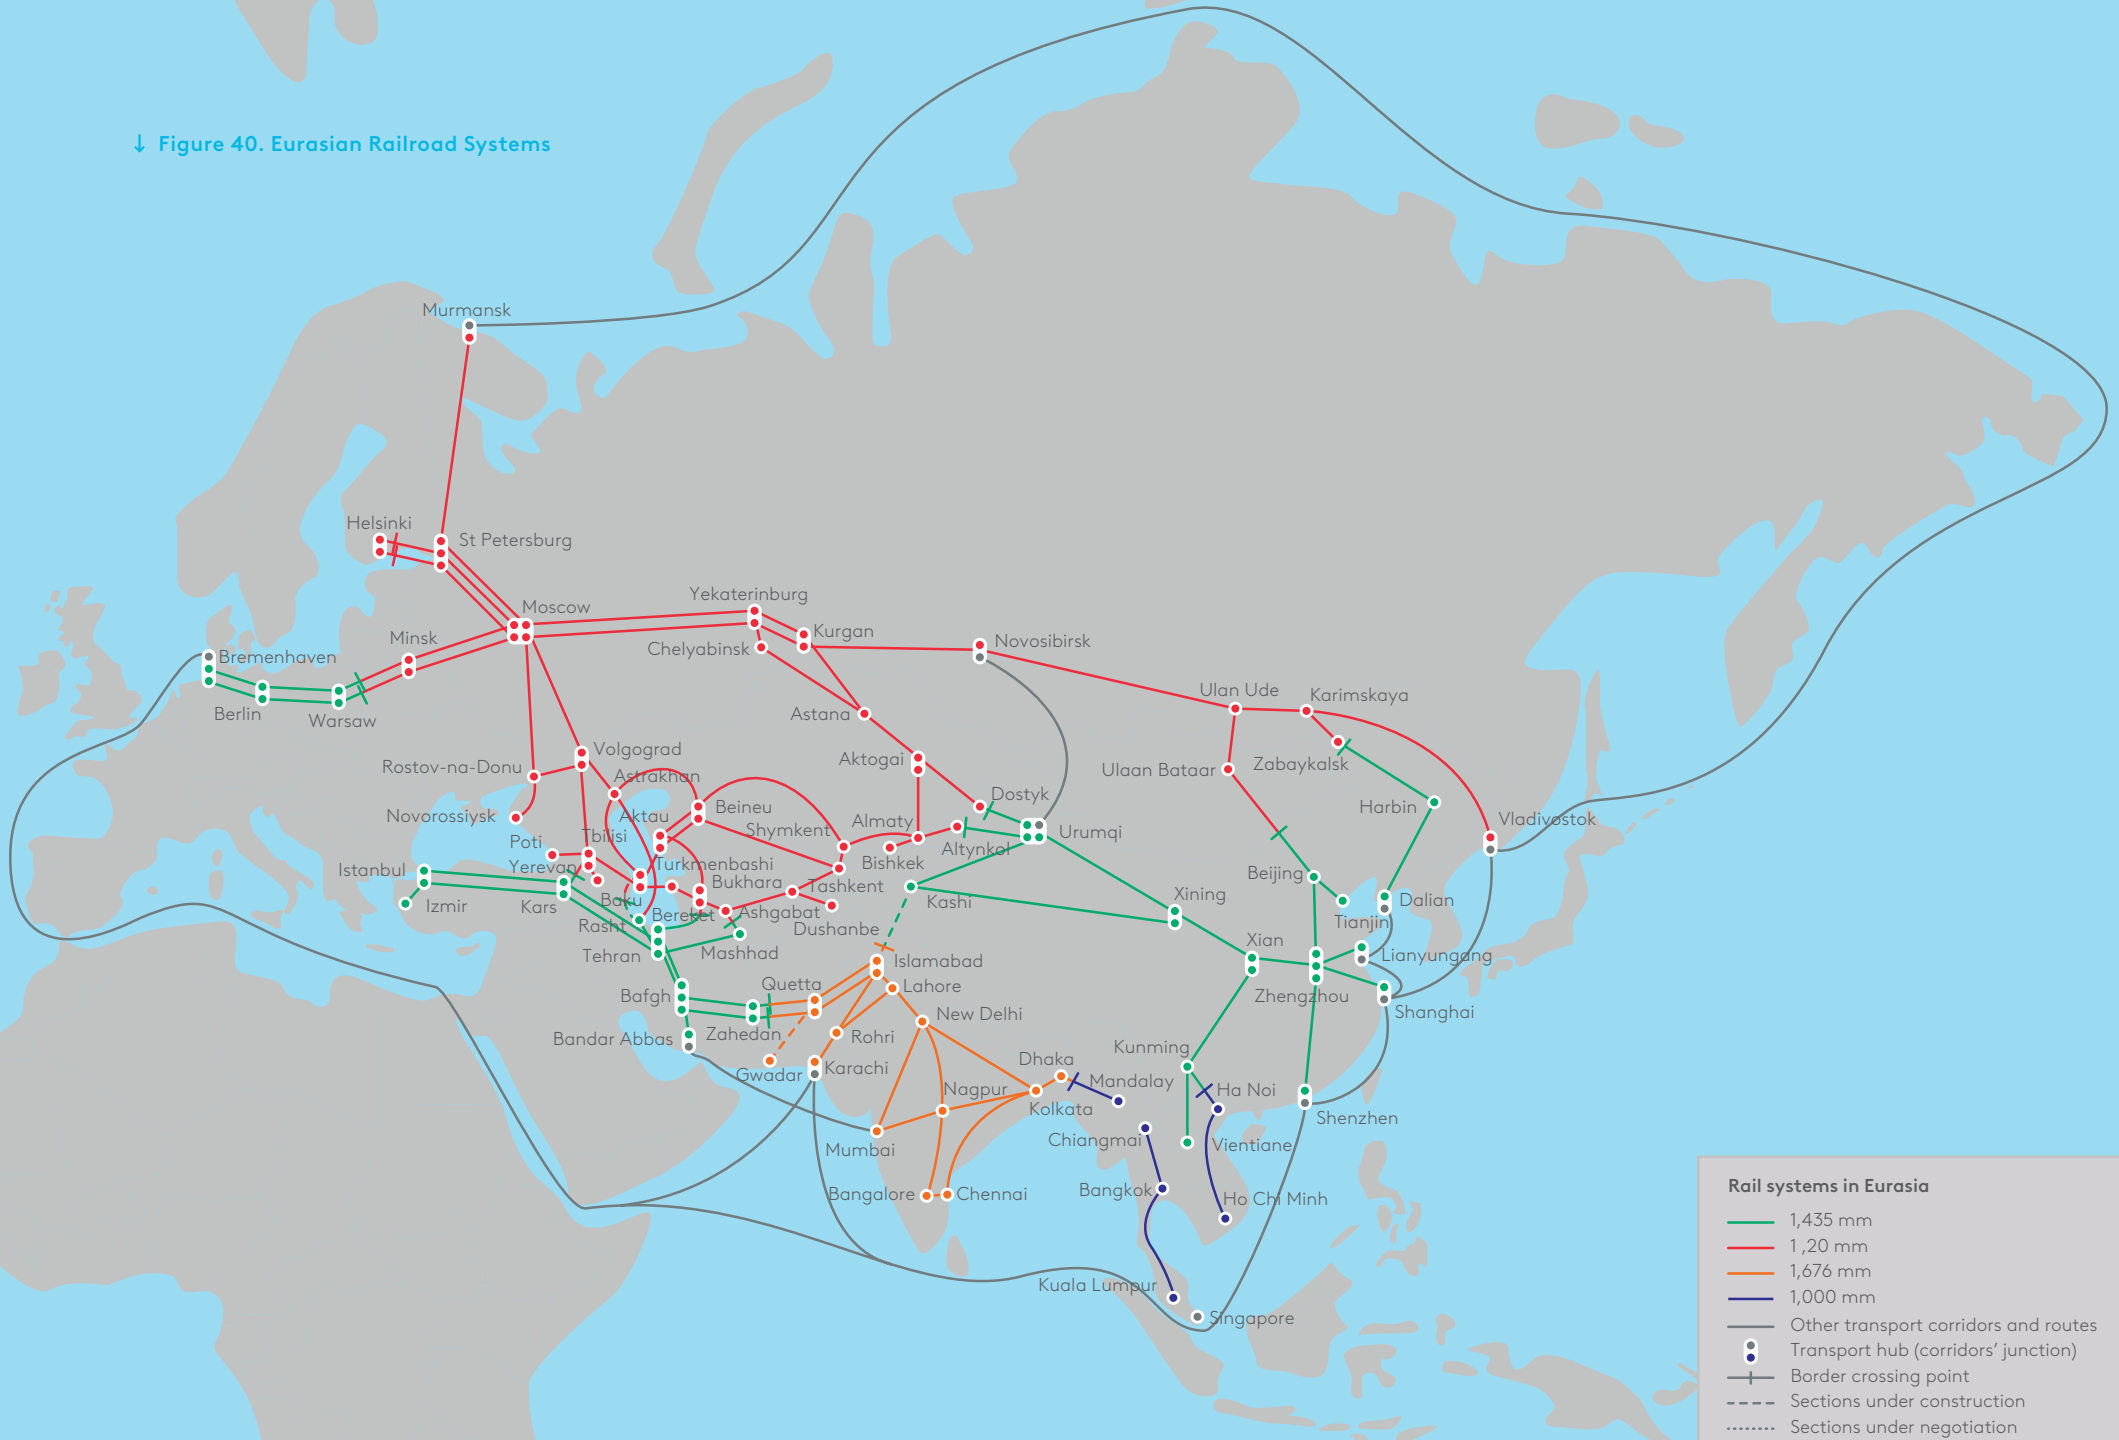 ↓ Figure 40. Eurasian Railroad Systems
Murmansk
Helsinki
St Petersburg
Moscow
Yekaterinburg
Minsk
Kurgan
Chelyabinsk
Novosibirsk
Bremenhaven
Berlin
Warsaw
Ulan Ude
Karimskaya
Astana
Volgograd
Rostov-na-Donu
Astrakhan
Aktogai
Ulaan Bataar
Zabaykalsk
Dostyk
Harbin
Novorossiysk
Aktau
Beineu
Almaty
Vladivostok
Poti
Tbilisi
Shymkent
Urumqi
Altynkol
Istanbul
Yerevan
Turkmenbashi
Bishkek
Beijing
Bukhara
Tashkent
Izmir
Kars
Baku
Bereket
Ashgabat
Kashi
Xining
Dalian
Tianjin
Rasht
Dushanbe
Tehran
Mashhad
Xian
Lianyungang
Islamabad
Quetta
Lahore
Bafgh
Zhengzhou
Shanghai
New Delhi
Bandar Abbas
Zahedan
Rohri
Kunming
Dhaka
Gwadar
Karachi
Mandalay
Ha Noi
Nagpur
Kolkata
Shenzhen
Chiangmai
Vientiane
Mumbai
Bangkok
Bangalore
Chennai
Ho Chi Minh
Kuala Lumpur
Singapore
Rail systems in Eurasia
1,435 mm
1 ,20 mm
1,676 mm
1,000 mm
Other transport corridors and routes
Transport hub (corridors’ junction)
Border crossing point
Sections under construction
Sections under negotiation